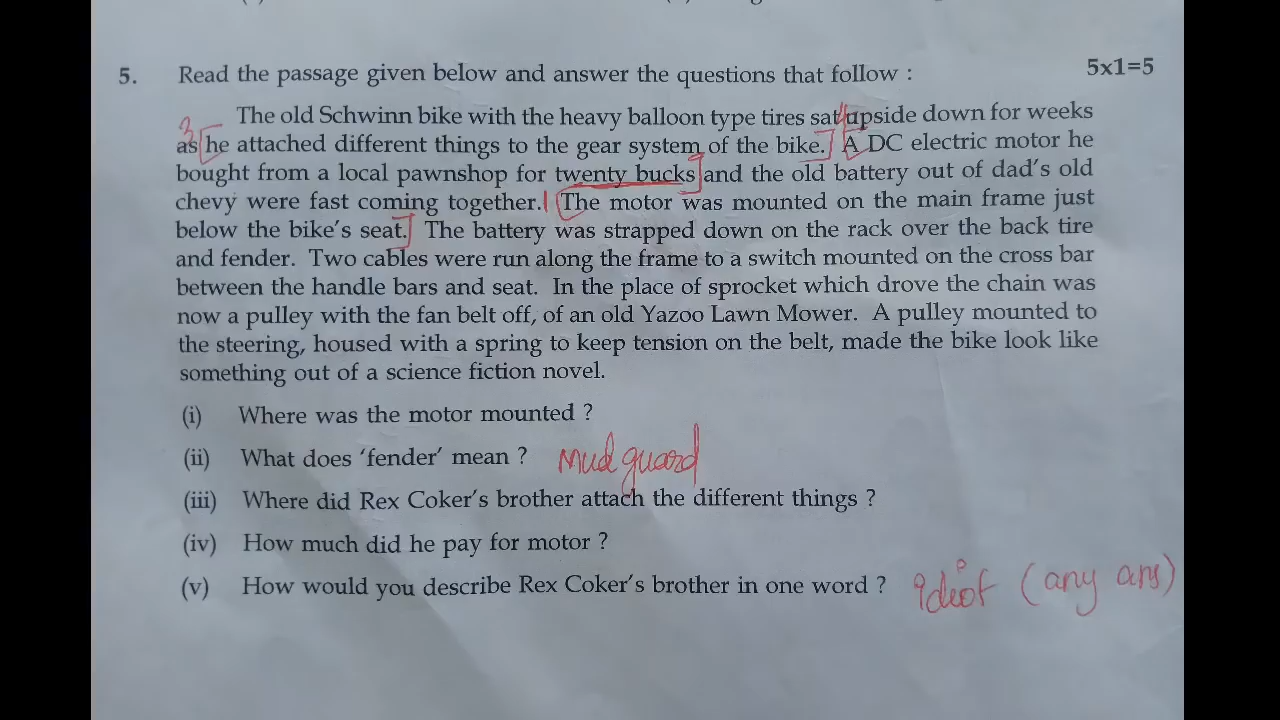 5. Read the passage given below and answer the questions that follow : 5x1=5
The old Schwinn bike with the heavy balloon type tires sat upside down for weeks
3
as he attached different things to the gear system of the bike. A DC electric motor he
bought from a local pawnshop for twenty bucks and the old battery out of dad's old
chevy were fast coming together. The motor was mounted on the main frame just
below the bike's seat. The battery was strapped down on the rack over the back tire
and fender. Two cables were run along the frame to a switch mounted on the cross bar
between the handle bars and seat. In the place of sprocket which drove the chain was
now a pulley with the fan belt off, of an old Yazoo Lawn Mower. A pulley mounted to
the steering, housed with a spring to keep tension on the belt, made the bike look like
something out of a science fiction novel.
(i) Where was the motor mounted ?
(ii) What does 'fender' mean ? Mud guard
(iii) Where did Rex Coker's brother attach the different things ?
(iv) How much did he pay for motor ?
(v) How would you describe Rex Coker's brother in one word ? idiot (any ans)